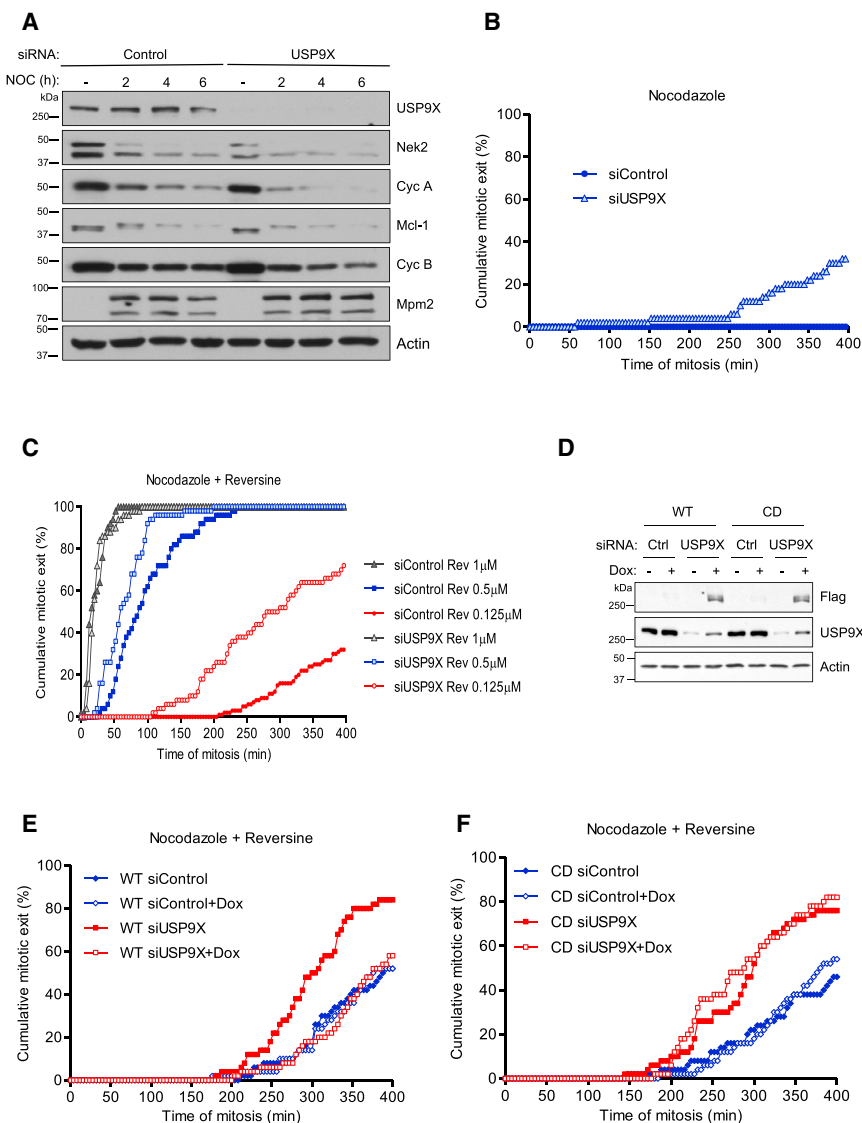 A
siRNA: Control USP9X
NOC (h): - 2 4 6 - 2 4 6
kDa
250
USP9X
50
37
Nek2
50
Cyc A
50
37
Mcl-1
50
Cyc B
100
70
Mpm2
50
37
Actin
B
Nocodazole
siControl
siUSP9X
Cumulative mitotic exit (%)
100
80
60
40
20
0
0 50 100 150 200 250 300 350 400
Time of mitosis (min)
C
Nocodazole + Reversine
Cumulative mitotic exit (%)
100
80
60
40
20
0
0 50 100 150 200 250 300 350 400
Time of mitosis (min)
siControl Rev 1μM
siControl Rev 0.5μM
siControl Rev 0.125μM
siUSP9X Rev 1μM
siUSP9X Rev 0.5μM
siUSP9X Rev 0.125μM
D
WT CD
siRNA: Ctrl USP9X Ctrl USP9X
Dox: - + - + - + - +
kDa
250
Flag
250
USP9X
50
37
Actin
E
Nocodazole + Reversine
WT siControl
WT siControl+Dox
WT siUSP9X
WT siUSP9X+Dox
Cumulative mitotic exit (%)
100
80
60
40
20
0
0 50 100 150 200 250 300 350 400
Time of mitosis (min)
F
Nocodazole + Reversine
CD siControl
CD siControl+Dox
CD siUSP9X
CD siUSP9X+Dox
Cumulative mitotic exit (%)
100
80
60
40
20
0
0 50 100 150 200 250 300 350 400
Time of mitosis (min)